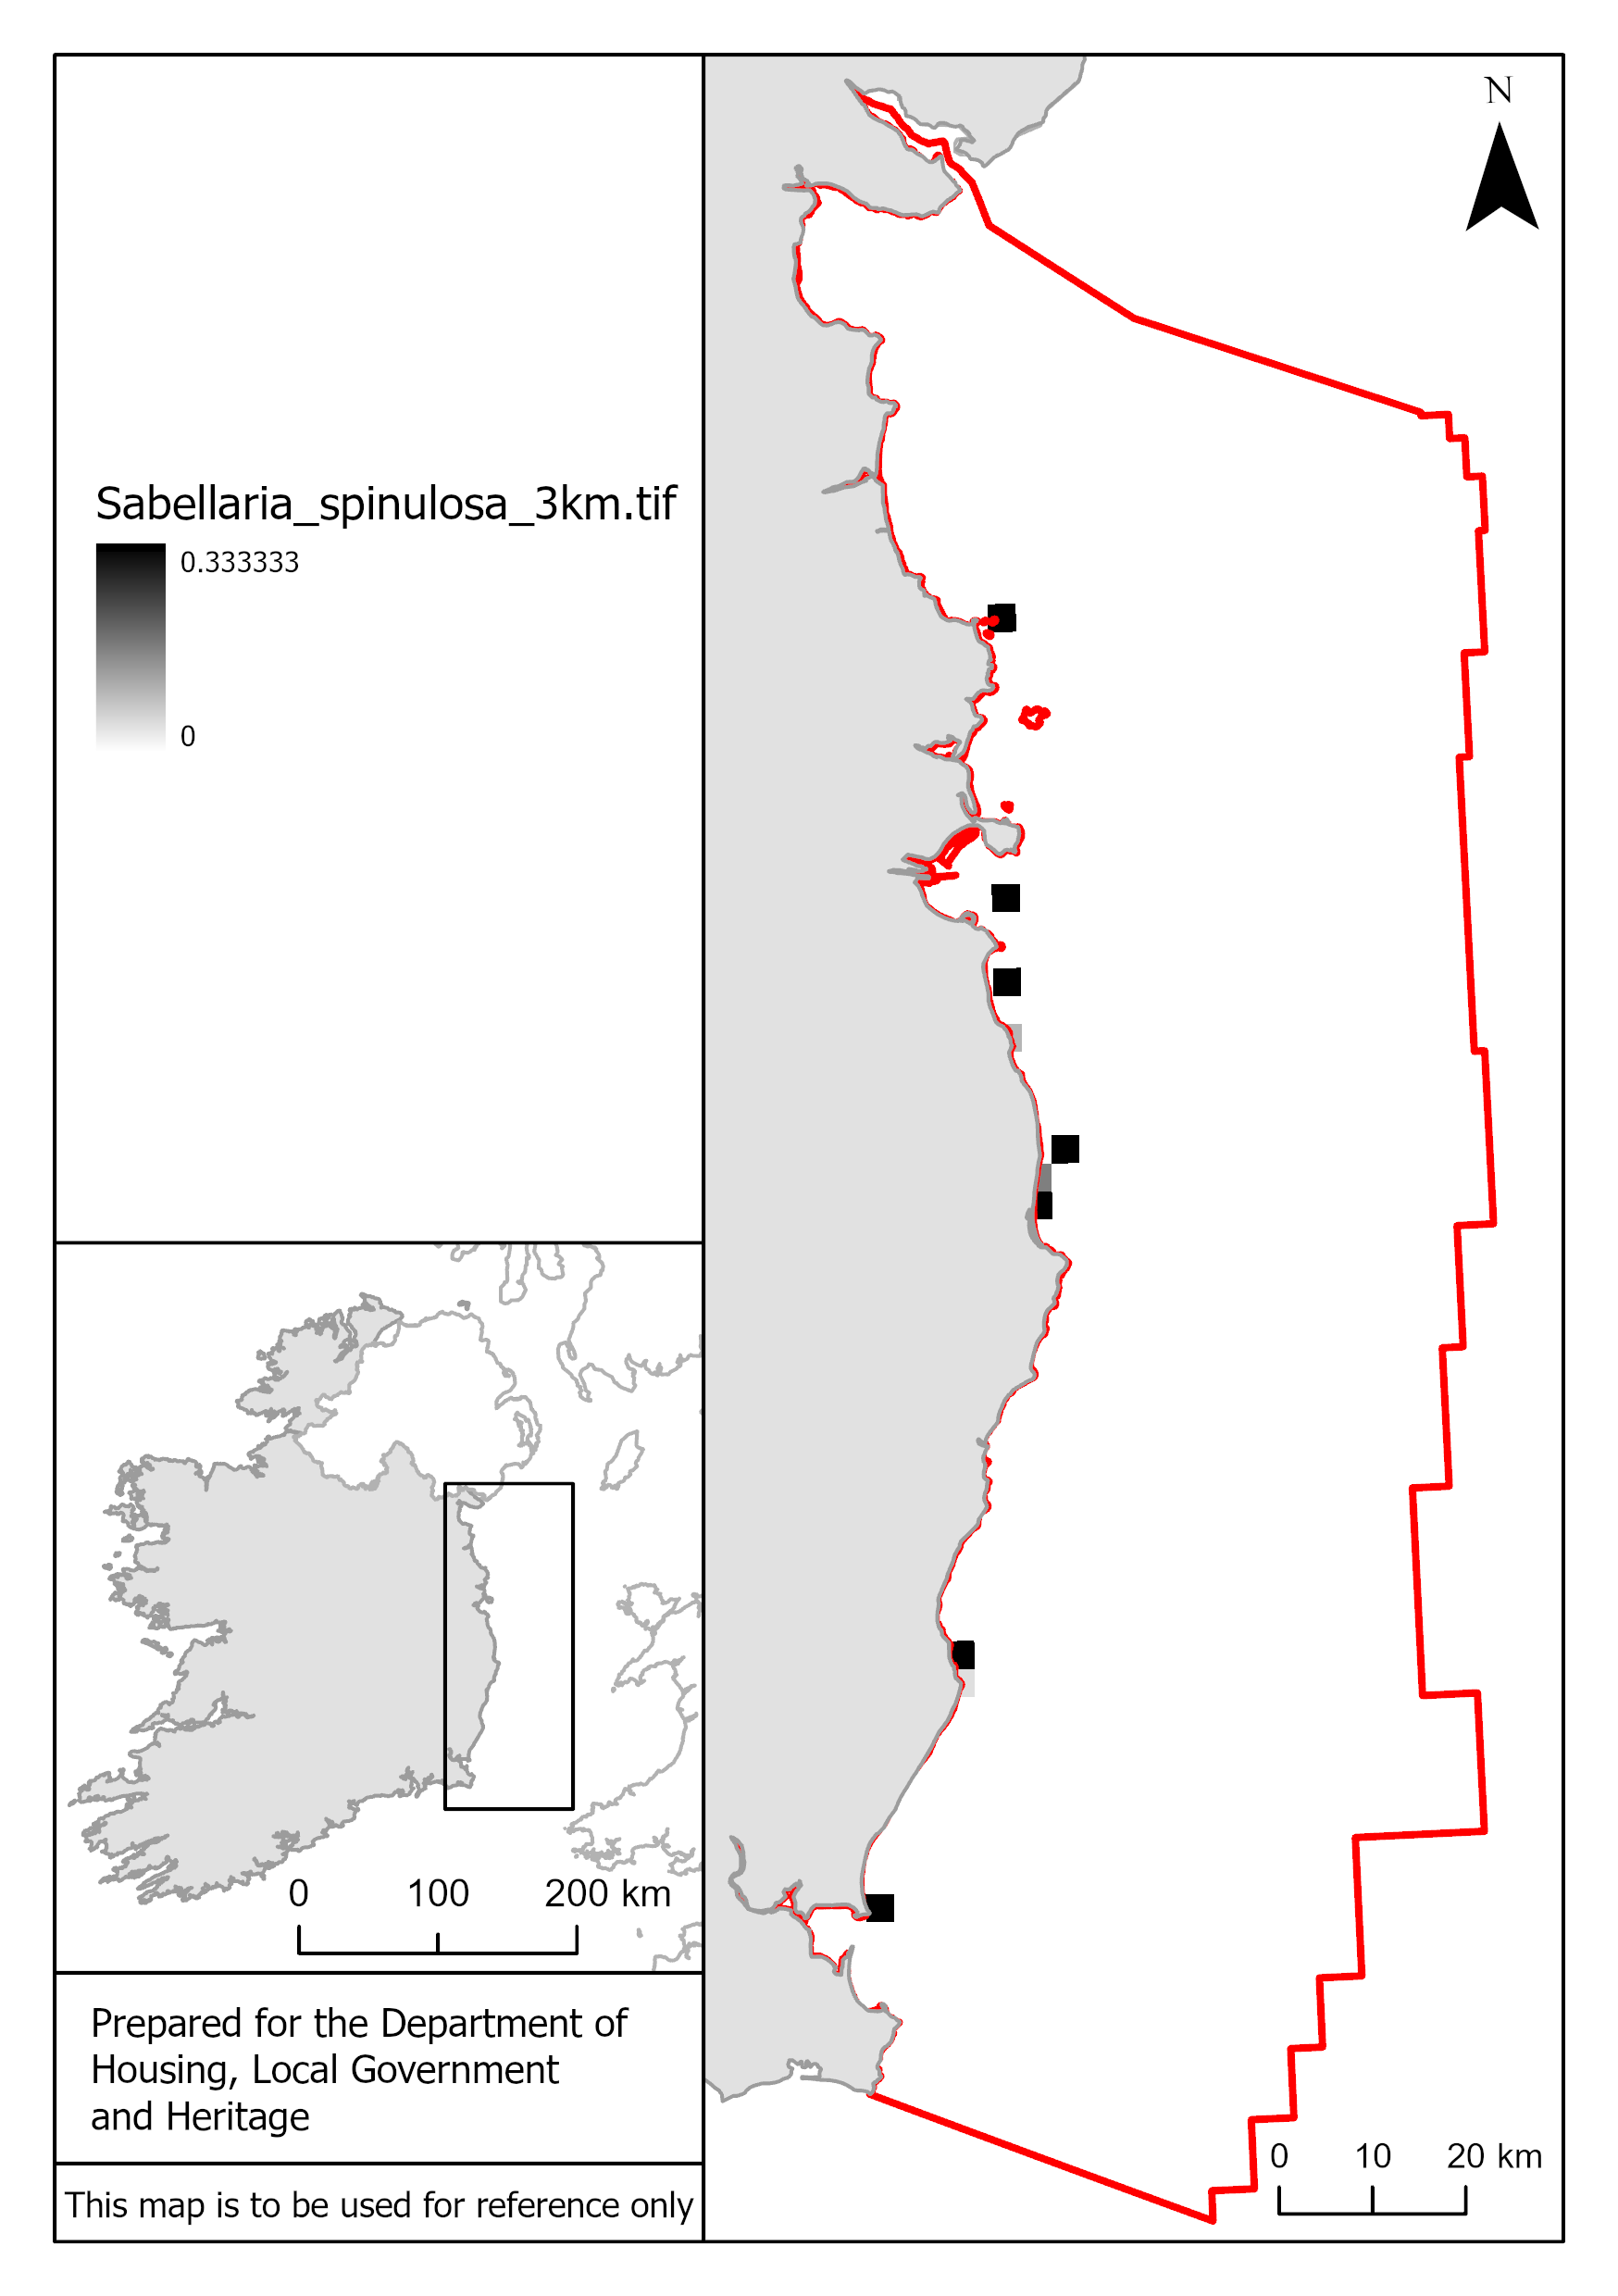 N
Sabellaria_spinulosa_3km.tif
0.333333
0
0 100 200 km
Prepared for the Department of
Housing, Local Government
and Heritage
This map is to be used for reference only
0 10 20 km